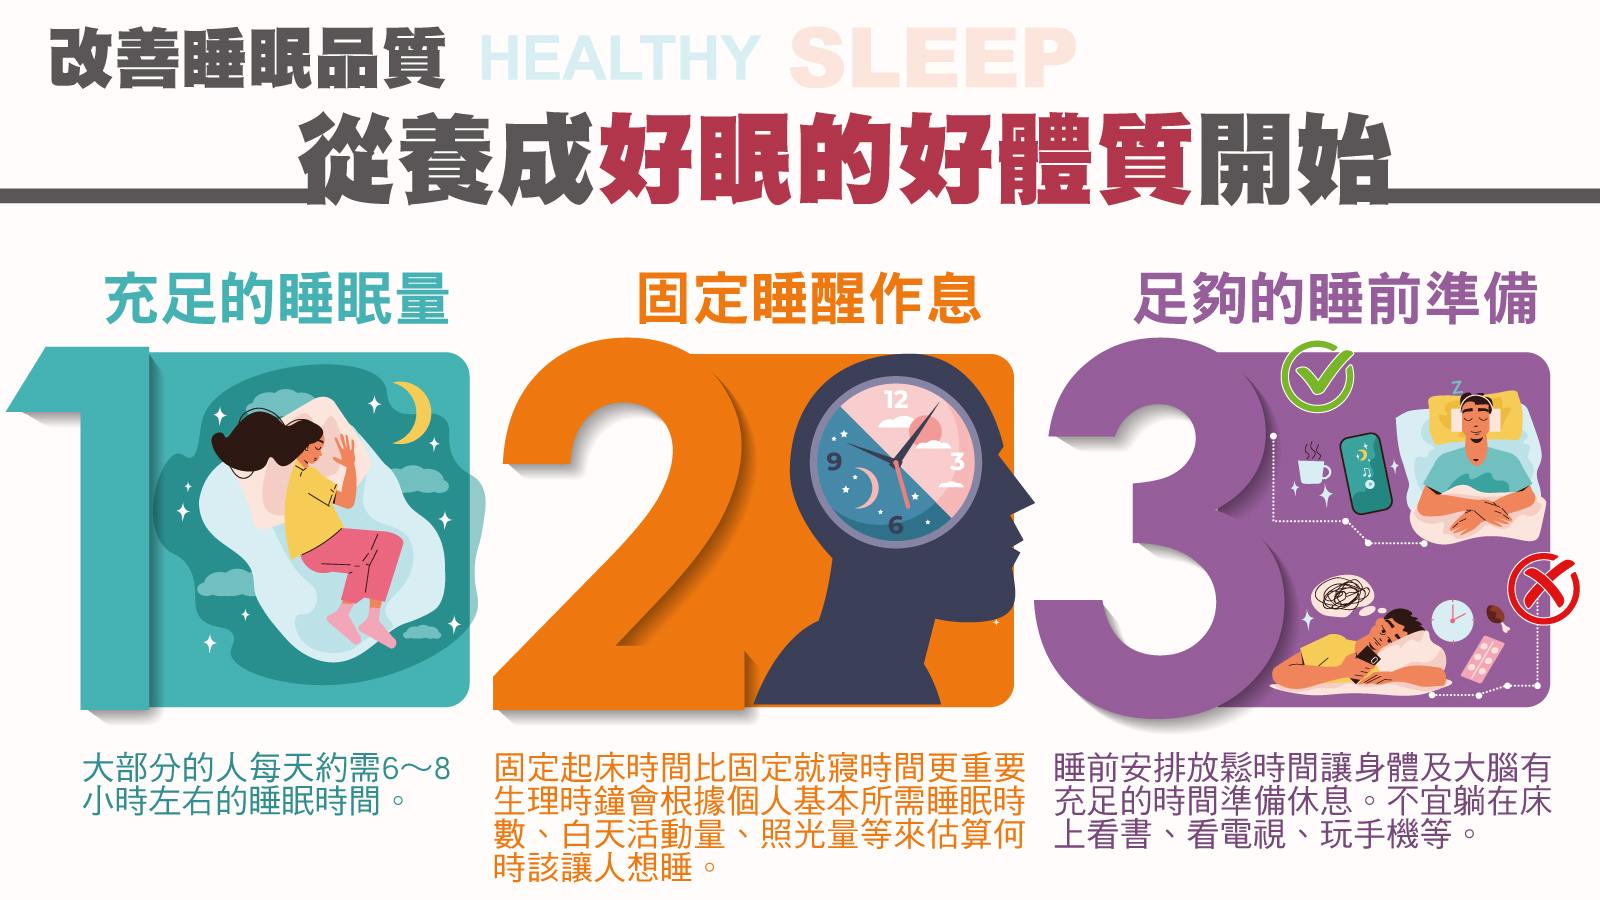 改善睡眠品質 HEALTHY SLEEP
從養成好眠的好體質開始
充足的睡眠量
1
大部分的人每天約需6～8
小時左右的睡眠時間。
固定睡醒作息
2
12
3
6
9
固定起床時間比固定就寢時間更重要
生理時鐘會根據個人基本所需睡眠時
數、白天活動量、照光量等來估算何
時該讓人想睡。
足夠的睡前準備
3
Z
睡前安排放鬆時間讓身體及大腦有
充足的時間準備休息。不宜躺在床
上看書、看電視、玩手機等。